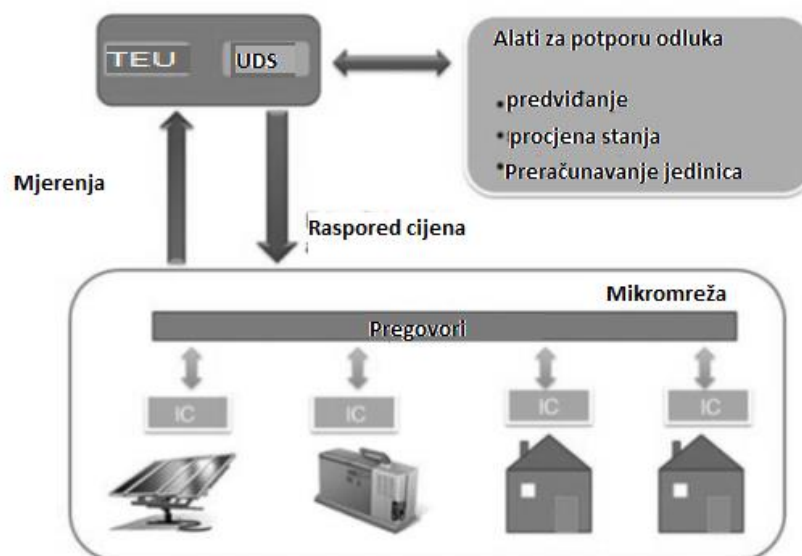 TEU
UDS
Alati za potporu odluka
•predviđanje
•procjena stanja
•Preračunavanje jedinica
Mjerenja
Raspored cijena
Mikromreža
Pregovori
IC
IC
IC
IC